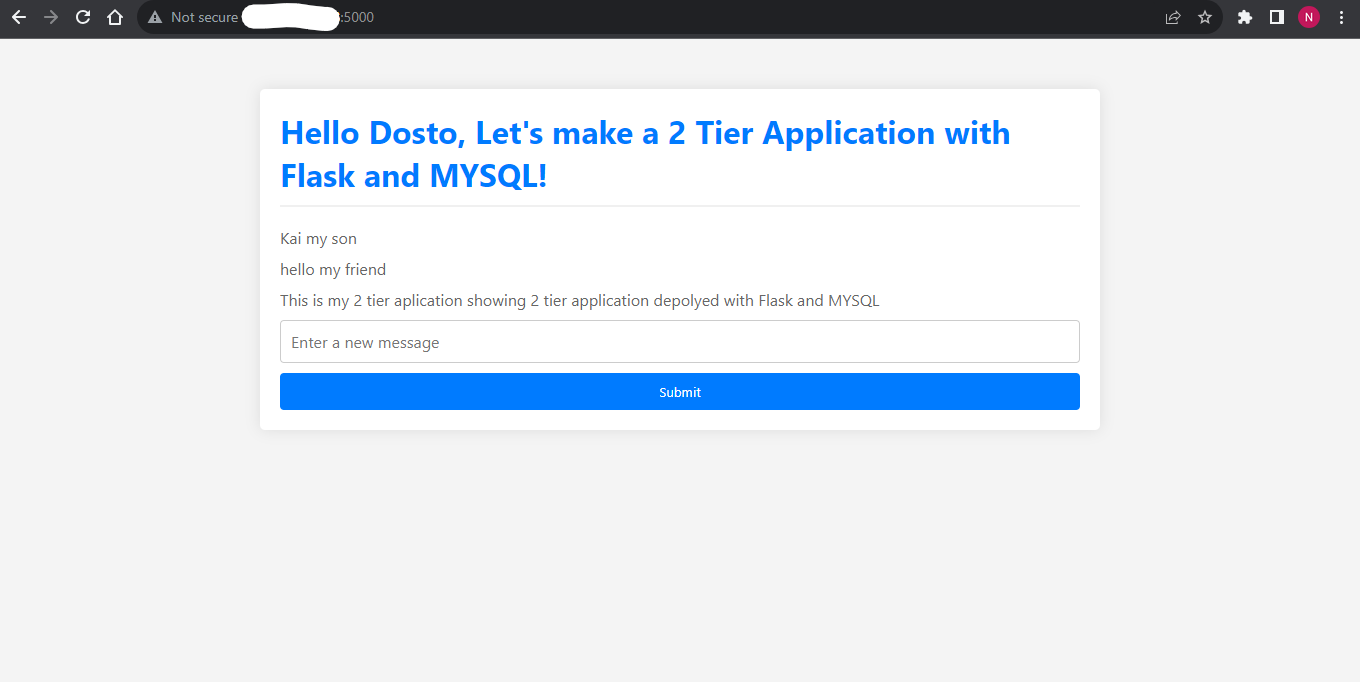 Not secure :5000
N
Hello Dosto, Let's make a 2 Tier Application with
Flask and MYSQL!
Kai my son
hello my friend
This is my 2 tier aplication showing 2 tier application depolyed with Flask and MYSQL
Enter a new message
Submit